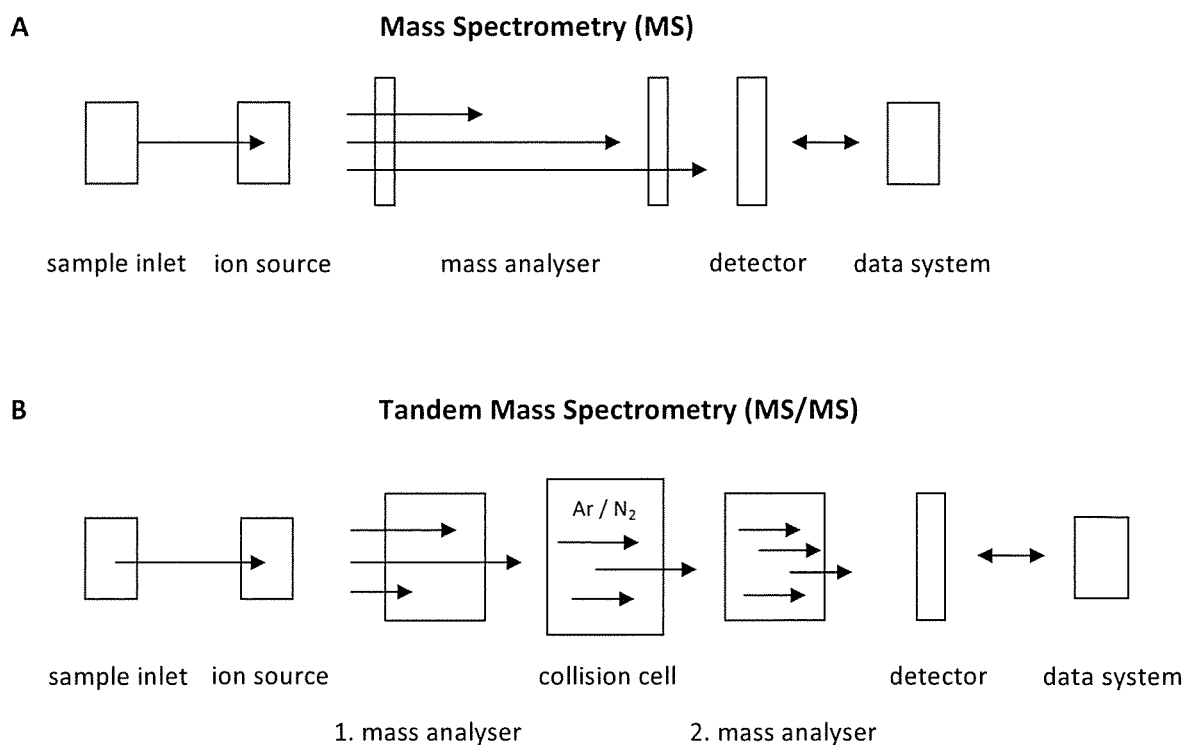 A
Mass Spectrometry (MS)
sample inlet
ion source
mass analyser
detector
data system
B
Tandem Mass Spectrometry (MS/MS)
Ar / N₂
sample inlet
ion source
collision cell
detector
data system
1. mass analyser
2. mass analyser